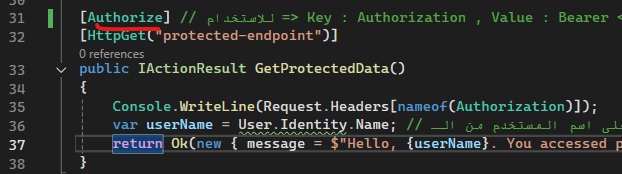 31 [Authorize] // للاستخدام => Key : Authorization , Value : Bearer <
32 [HttpGet("protected-endpoint")]
0 references
33 public IActionResult GetProtectedData()
34 {
35 Console.WriteLine(Request.Headers[nameof(Authorization)]);
36 var userName = User.Identity.Name; // اسم المستخدم من الـ
37 return Ok(new { message = $"Hello, {userName}. You accessed p
38 }